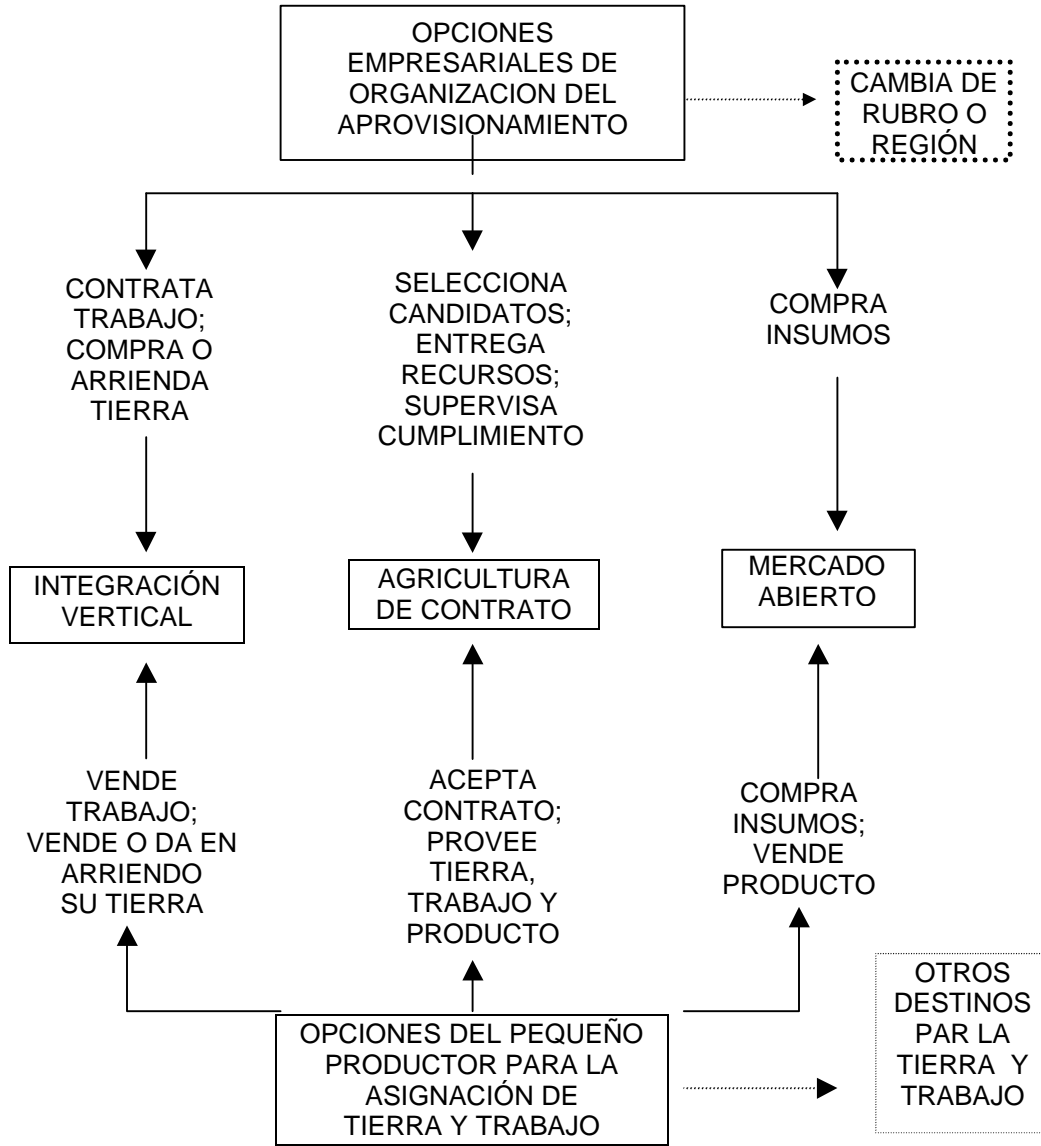 OPCIONES
EMPRESARIALES DE
ORGANIZACION DEL
APROVISIONAMIENTO
CAMBIA DE
RUBRO O
REGIÓN
CONTRATA
TRABAJO;
COMPRA O
ARRIENDA
TIERRA
SELECCIONA
CANDIDATOS;
ENTREGA
RECURSOS;
SUPERVISA
CUMPLIMIENTO
COMPRA
INSUMOS
INTEGRACIÓN
VERTICAL
AGRICULTURA
DE CONTRATO
MERCADO
ABIERTO
VENDE
TRABAJO;
VENDE O DA EN
ARRIENDO
SU TIERRA
ACEPTA
CONTRATO;
PROVEE
TIERRA,
TRABAJO Y
PRODUCTO
COMPRA
INSUMOS;
VENDE
PRODUCTO
OPCIONES DEL PEQUEÑO
PRODUCTOR PARA LA
ASIGNACIÓN DE
TIERRA Y TRABAJO
OTROS
DESTINOS
PAR LA
TIERRA Y
TRABAJO